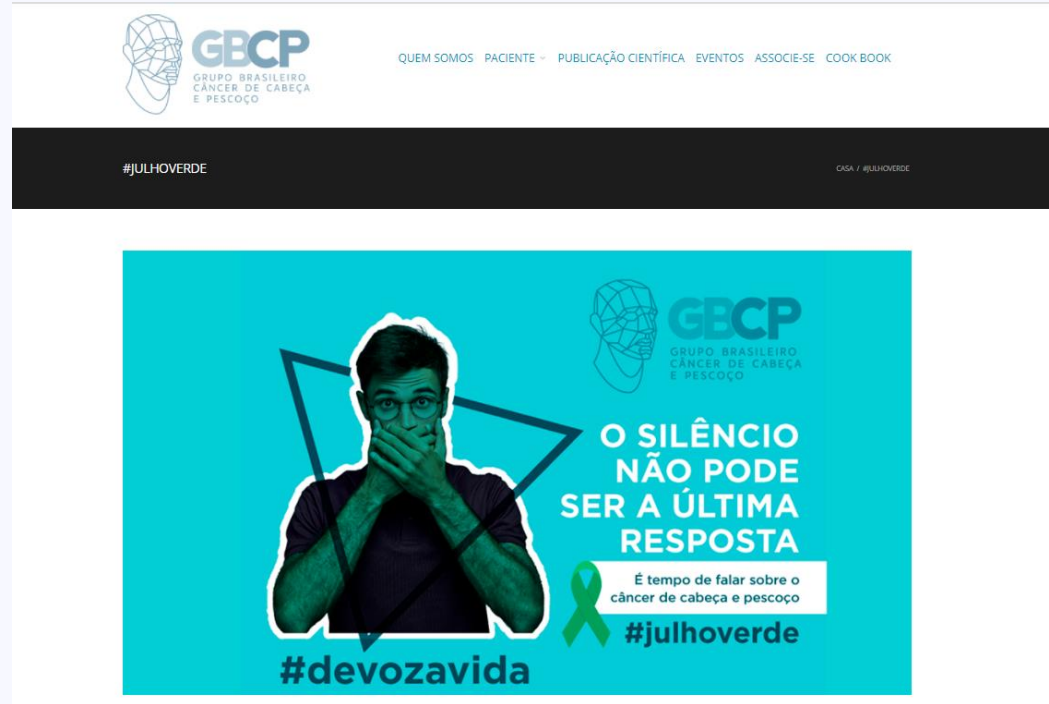 GBCP
GRUPO BRASILEIRO
CÂNCER DE CABEÇA
E PESCOÇO
QUEM SOMOS PACIENTE PUBLICAÇÃO CIENTÍFICA EVENTOS ASSOCIE-SE COOK BOOK
#JULHOVERDE
CASA / #JULHOVERDE
GBCP
GRUPO BRASILEIRO
CÂNCER DE CABEÇA
E PESCOÇO
O SILÊNCIO
NÃO PODE
SER A ÚLTIMA
RESPOSTA
É tempo de falar sobre o
câncer de cabeça e pescoço
#julhoverde
#devozavida